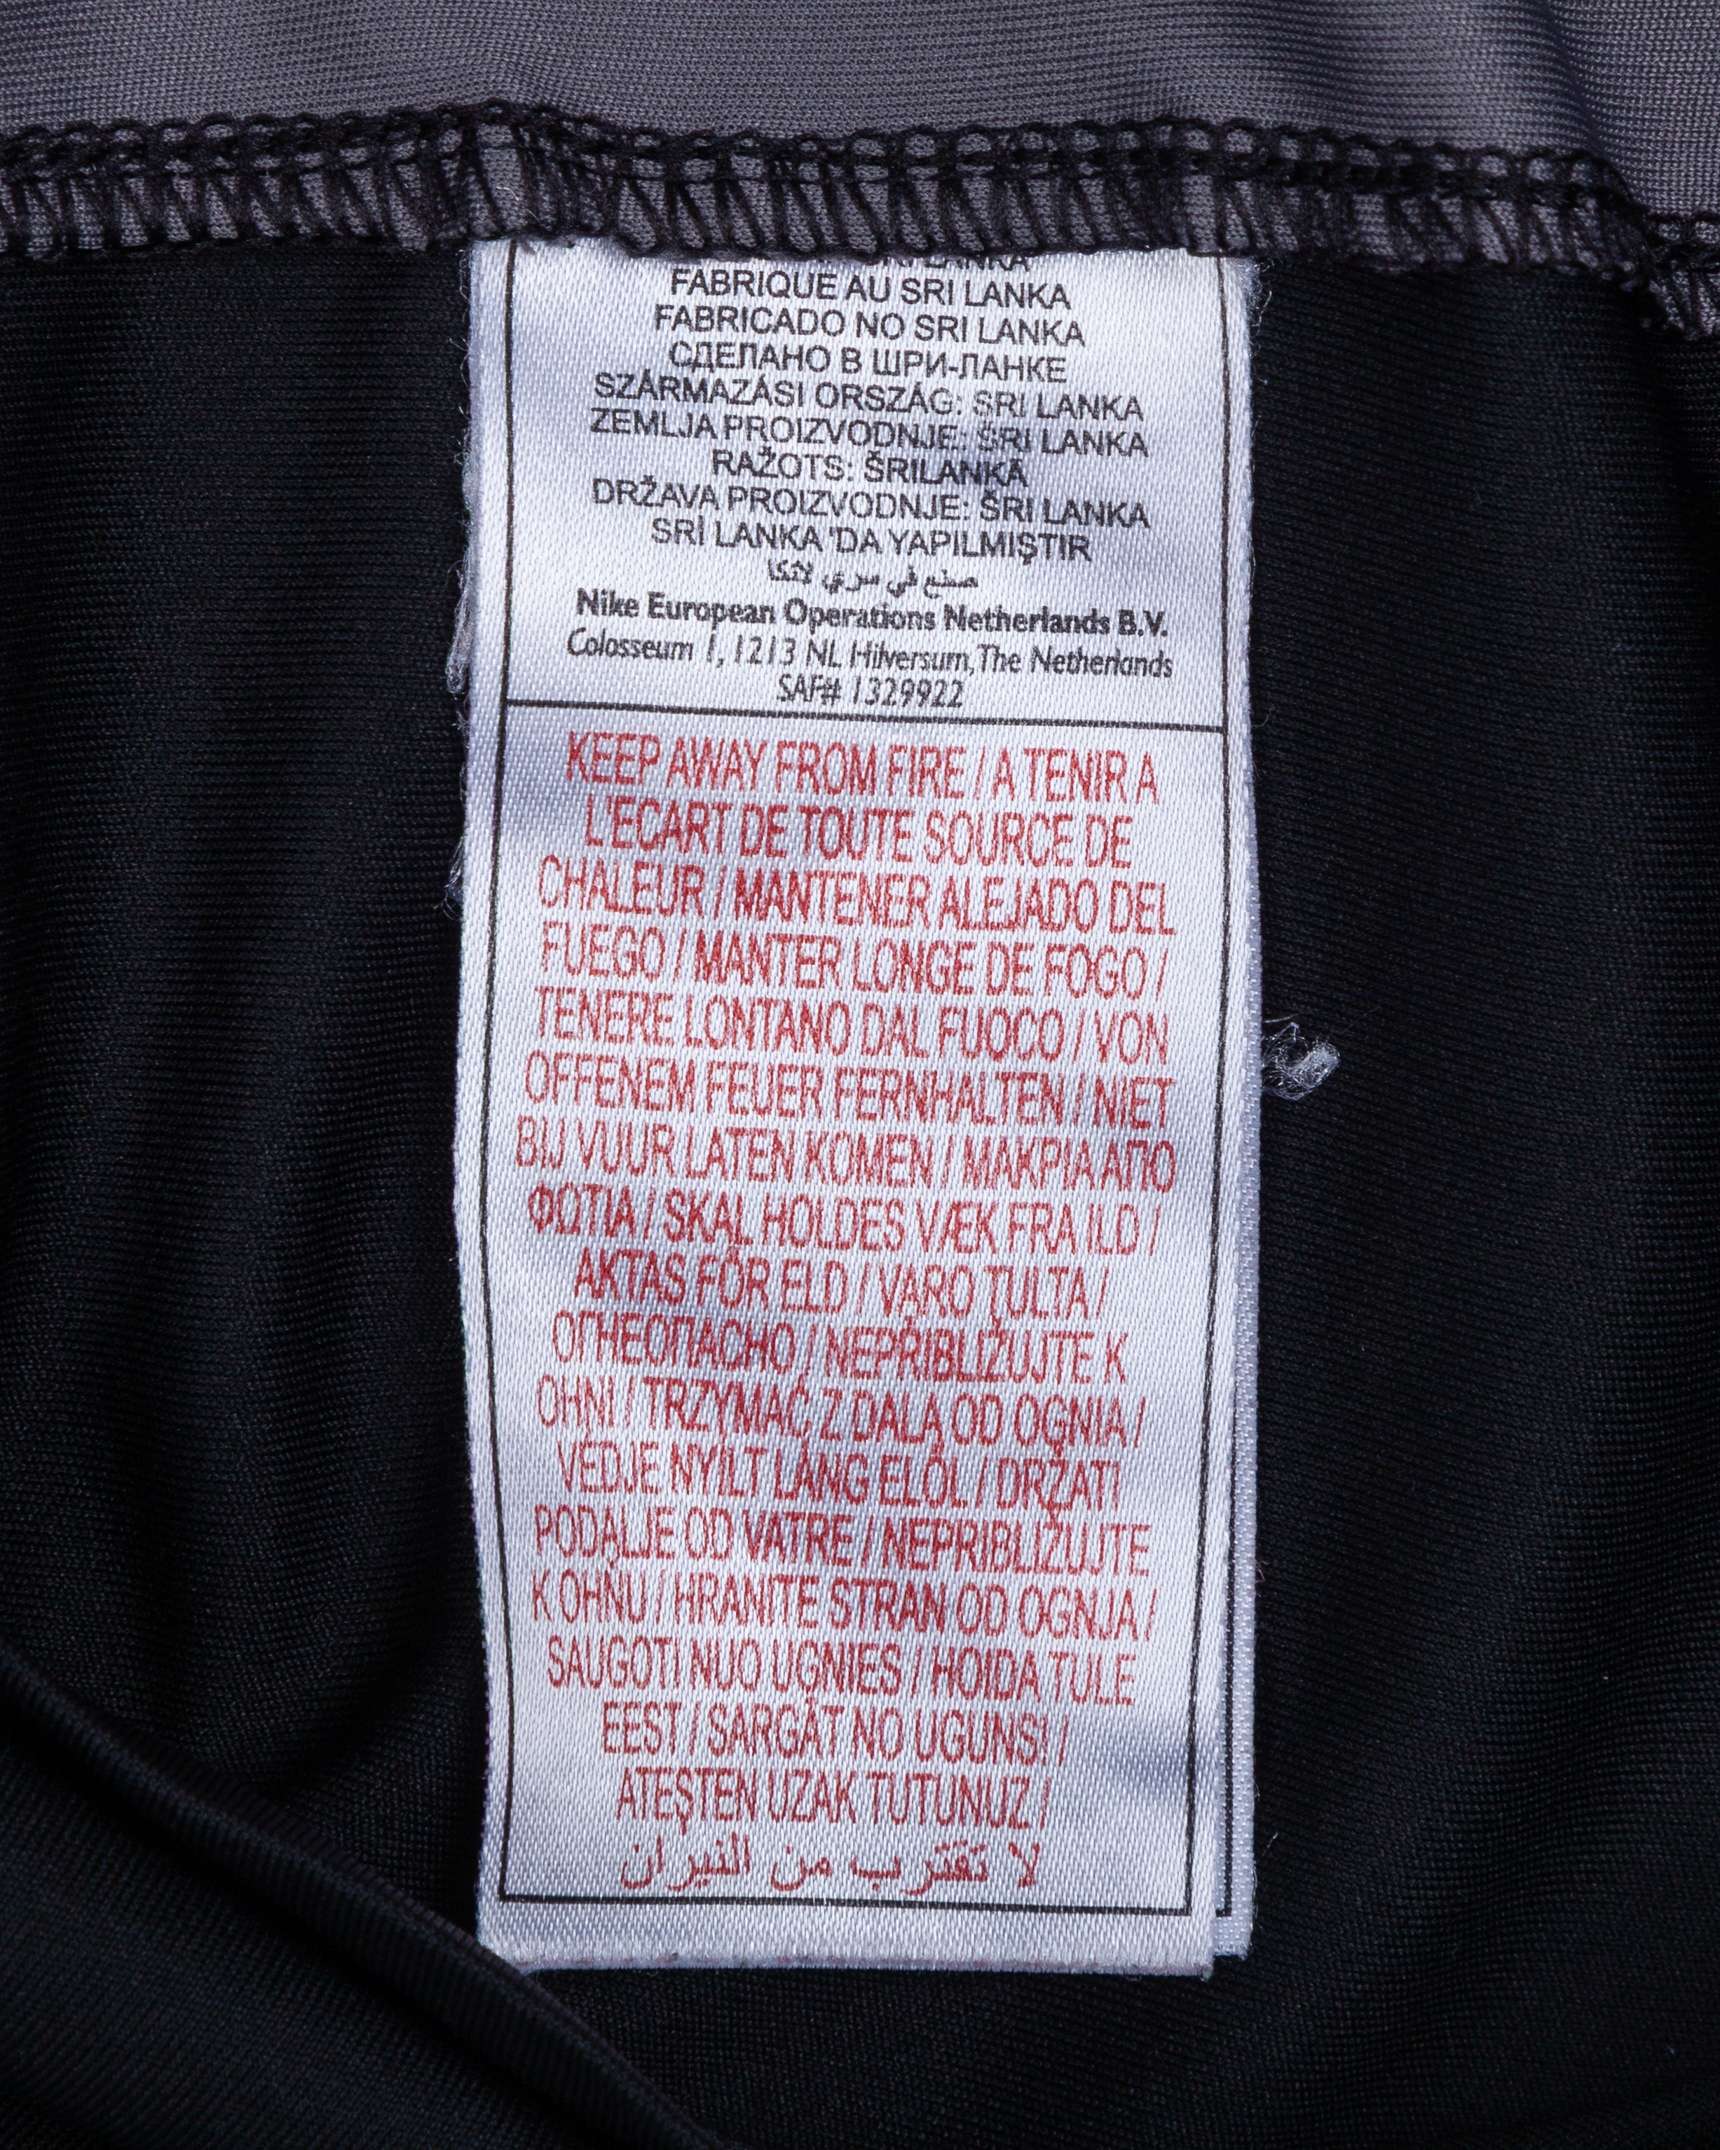 SRI LANKA
FABRIQUE AU SRI LANKA
FABRICADO NO SRI LANKA
СДЕЛАНО В ШРИ-ЛАНКЕ
SZÁRMAZÁSI ORSZÁG: SRI LANKA
ZEMLJA PROIZVODNJE: ŠRI LANKA
RAŽOTS: ŠRILANKĀ
DRŽAVA PROIZVODNJE: ŠRI LANKA
SRİ LANKA 'DA YAPILMIŞTIR
صنع في سري لانكا
Nike European Operations Netherlands B.V.
Colosseum 1, 1213 NL Hilversum, The Netherlands
SAF# 1329922
KEEP AWAY FROM FIRE / A TENIR A
L'ECART DE TOUTE SOURCE DE
CHALEUR / MANTENER ALEJADO DEL
FUEGO / MANTER LONGE DE FOGO /
TENERE LONTANO DAL FUOCO / VON
OFFENEM FEUER FERNHALTEN / NIET
BIJ VUUR LATEN KOMEN / ΜΑΚΡΙΑ ΑΠΟ
ΦΩΤΙΑ / SKAL HOLDES VÆK FRA ILD /
AKTAS FÖR ELD / VARO TULTA /
ОГНЕОПАСНО / NEPŘIBLIŽUJTE K
OHNI / TRZYMAĆ Z DALA OD OGNIA /
VÉDJE NYÍLT LÁNG ELŐL / DRŽATI
PODALJE OD VATRE / NEPRIBLIŽUJTE
K OHŇU / HRANITE STRAN OD OGNJA /
SAUGOTI NUO UGNIES / HOIDA TULE
EEST / SARGĀT NO UGUNS! /
ATEŞTEN UZAK TUTUNUZ /
لا تقترب من النيران